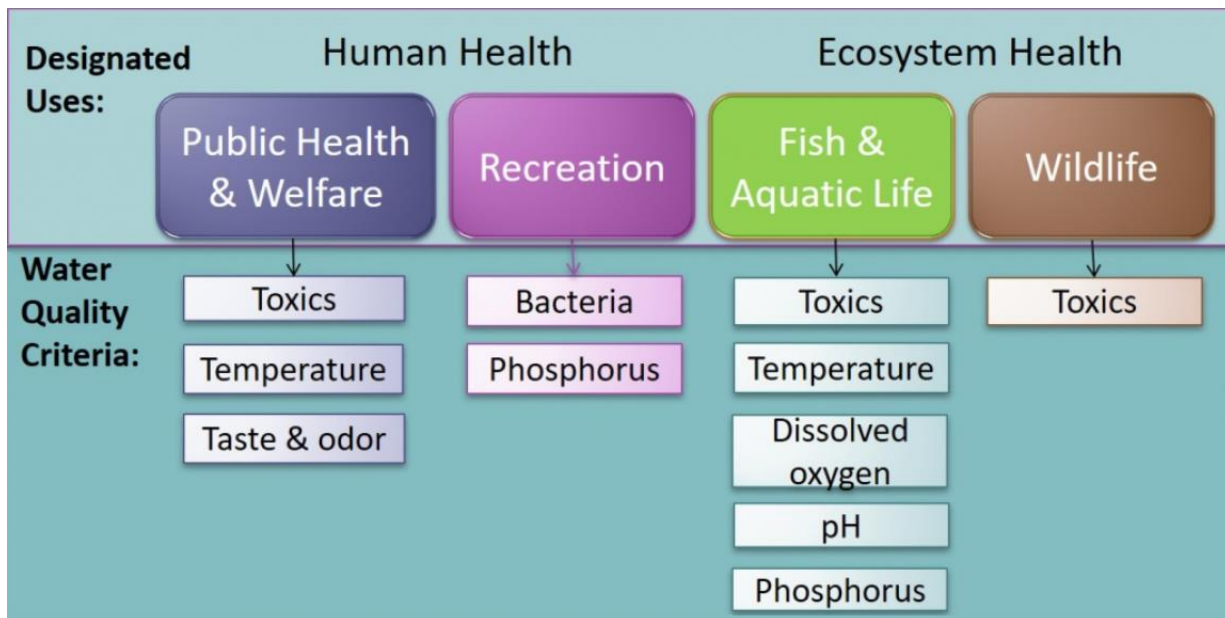 Designated
Uses:
Human Health
Ecosystem Health
Public Health
& Welfare
Recreation
Fish &
Aquatic Life
Wildlife
Water
Quality
Criteria:
Toxics
Temperature
Taste & odor
Bacteria
Phosphorus
Toxics
Temperature
Dissolved
oxygen
pH
Phosphorus
Toxics